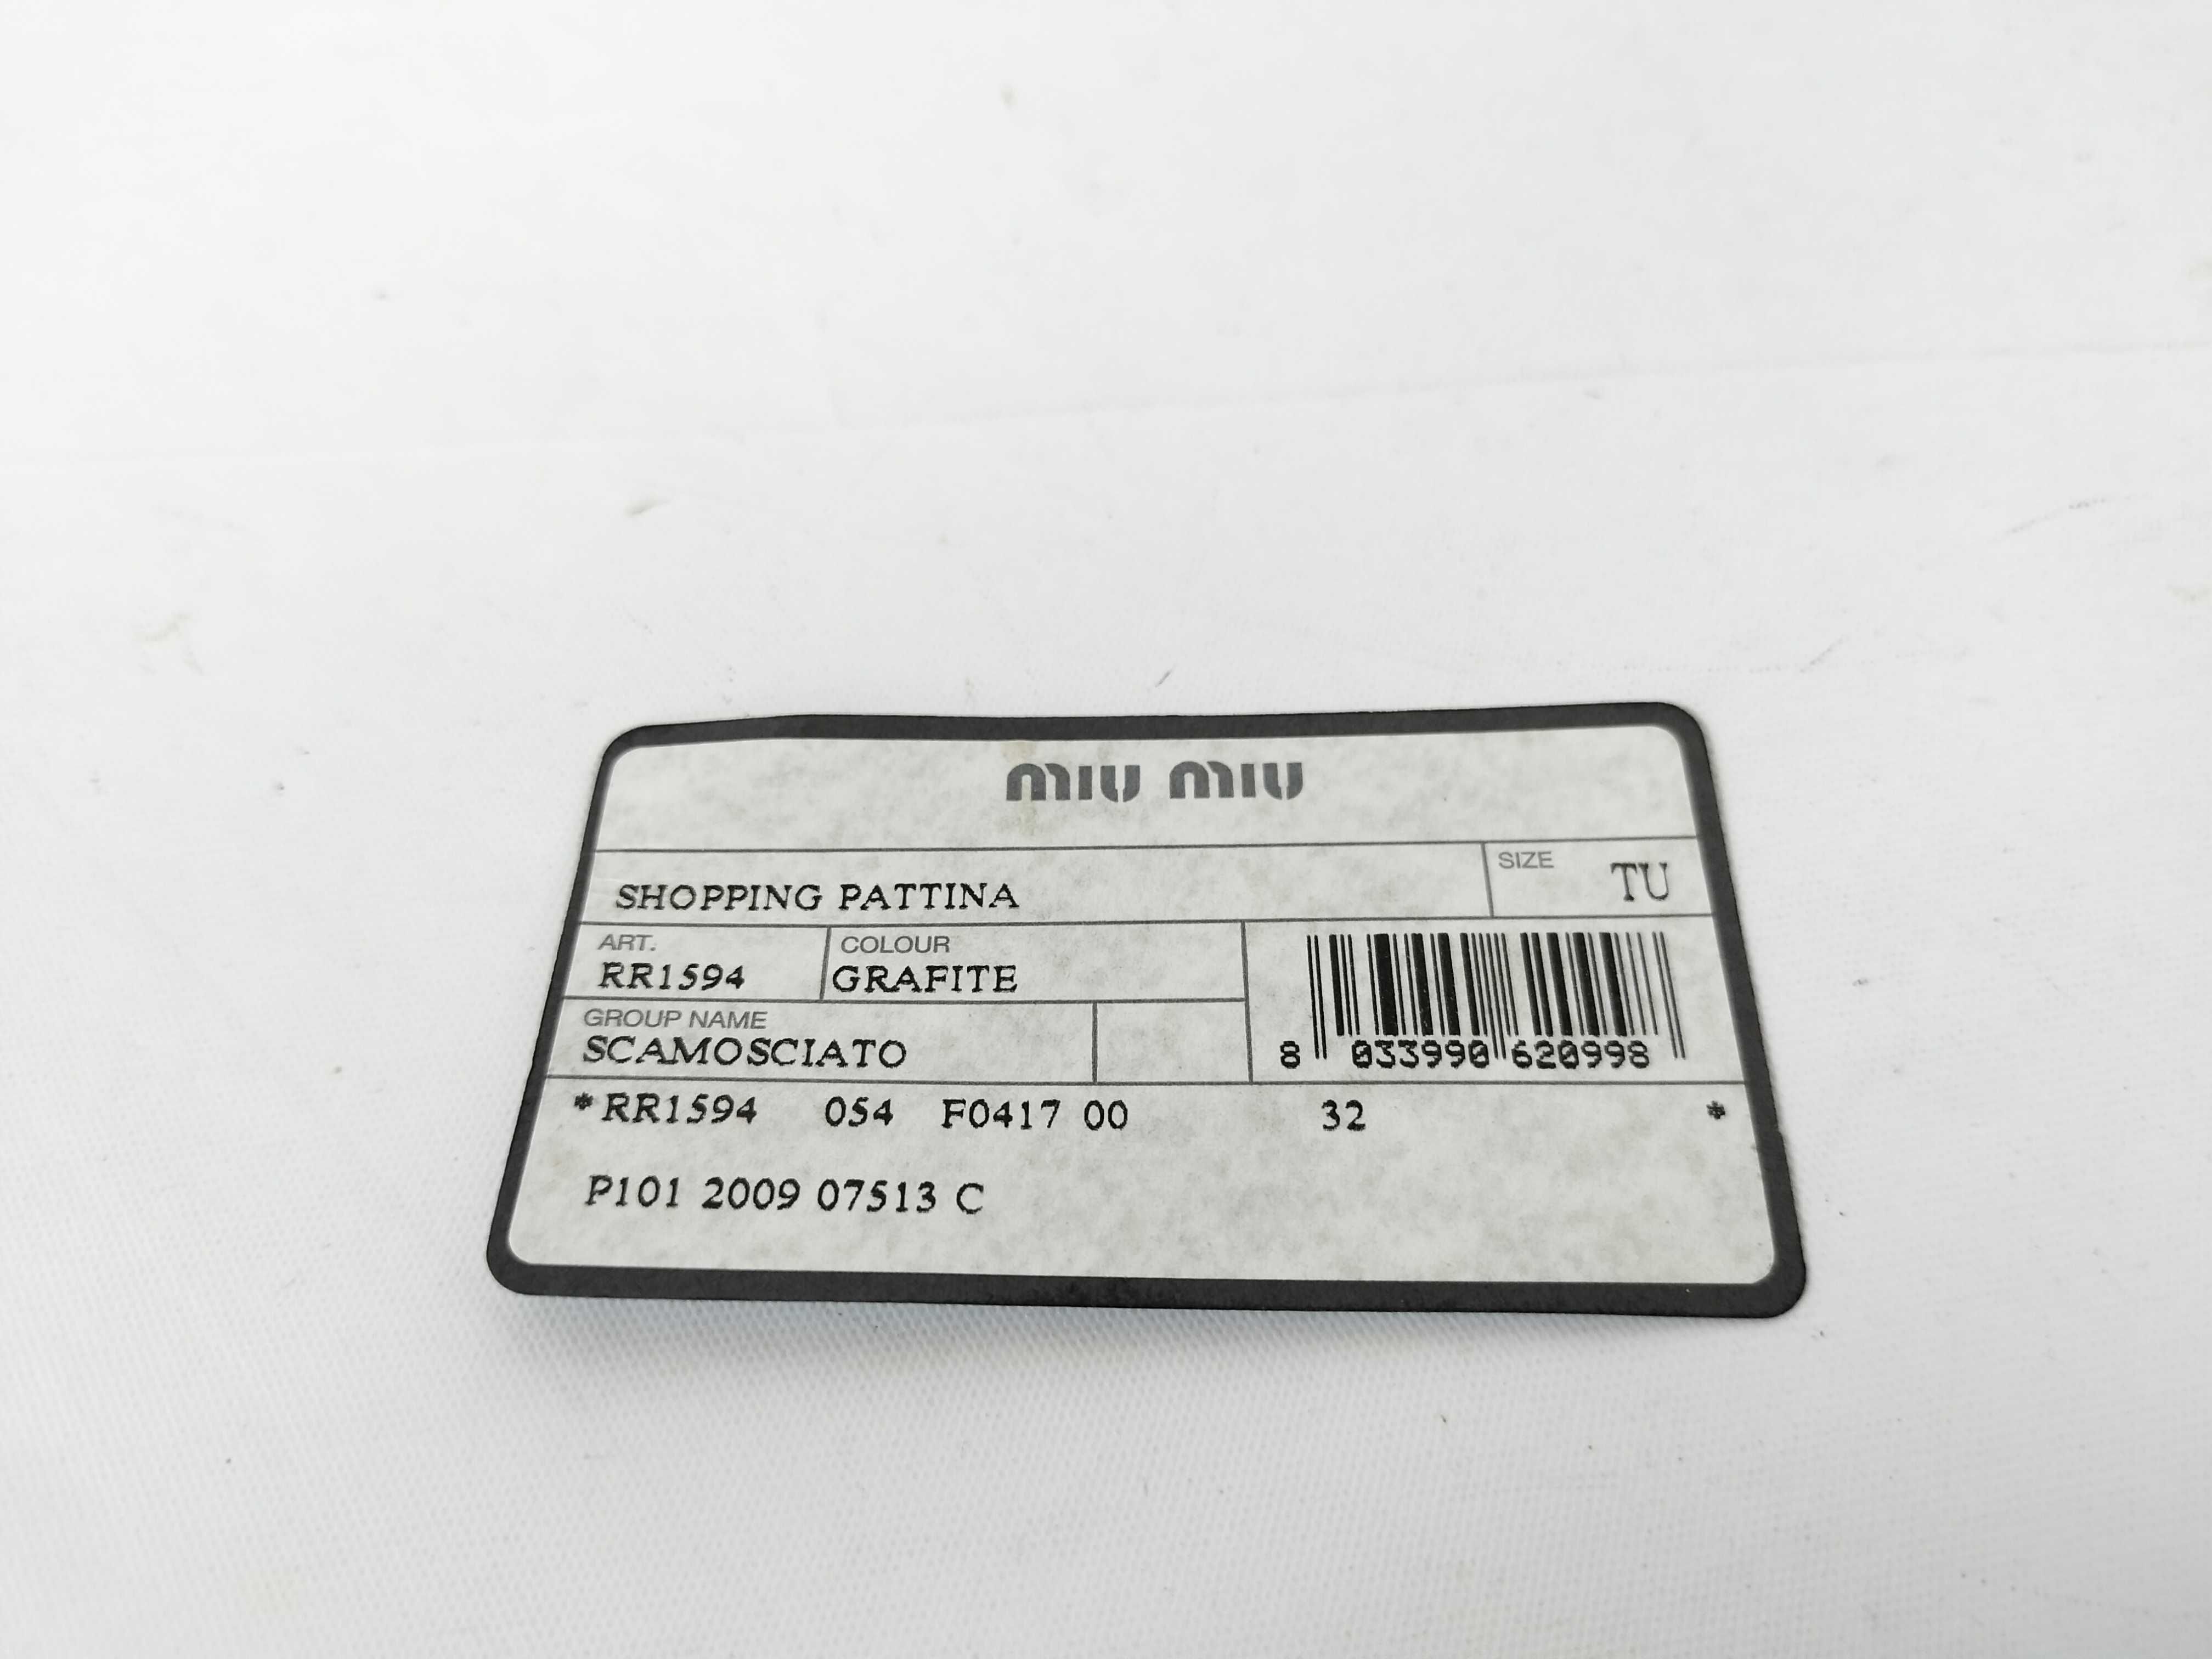 miu miu
SHOPPING PATTINA
SIZE TU
ART. COLOUR
RR1594 GRAFITE
GROUP NAME
SCAMOSCIATO
8 033990 620998
*RR1594 054 F0417 00 32 *
P101 2009 07513 C